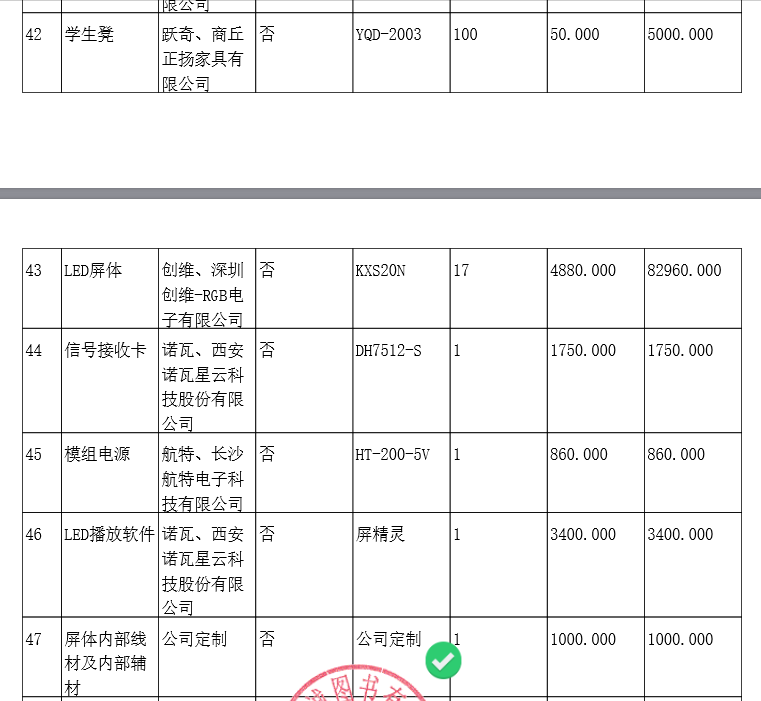 限公司
42 学生凳 跃奇、商丘 否 YQD-2003 100 50.000 5000.000
正扬家具有
限公司
43 LED屏体 创维、深圳 否 KXS20N 17 4880.000 82960.000
创维-RGB电
子有限公司
44 信号接收卡 诺瓦、西安 否 DH7512-S 1 1750.000 1750.000
诺瓦星云科
技股份有限
公司
45 模组电源 航特、长沙 否 HT-200-5V 1 860.000 860.000
航特电子科
技有限公司
46 LED播放软件 诺瓦、西安 否 屏精灵 1 3400.000 3400.000
诺瓦星云科
技股份有限
公司
47 屏体内部线 公司定制 否 公司定制 1 1000.000 1000.000
材及内部辅
材
图书有